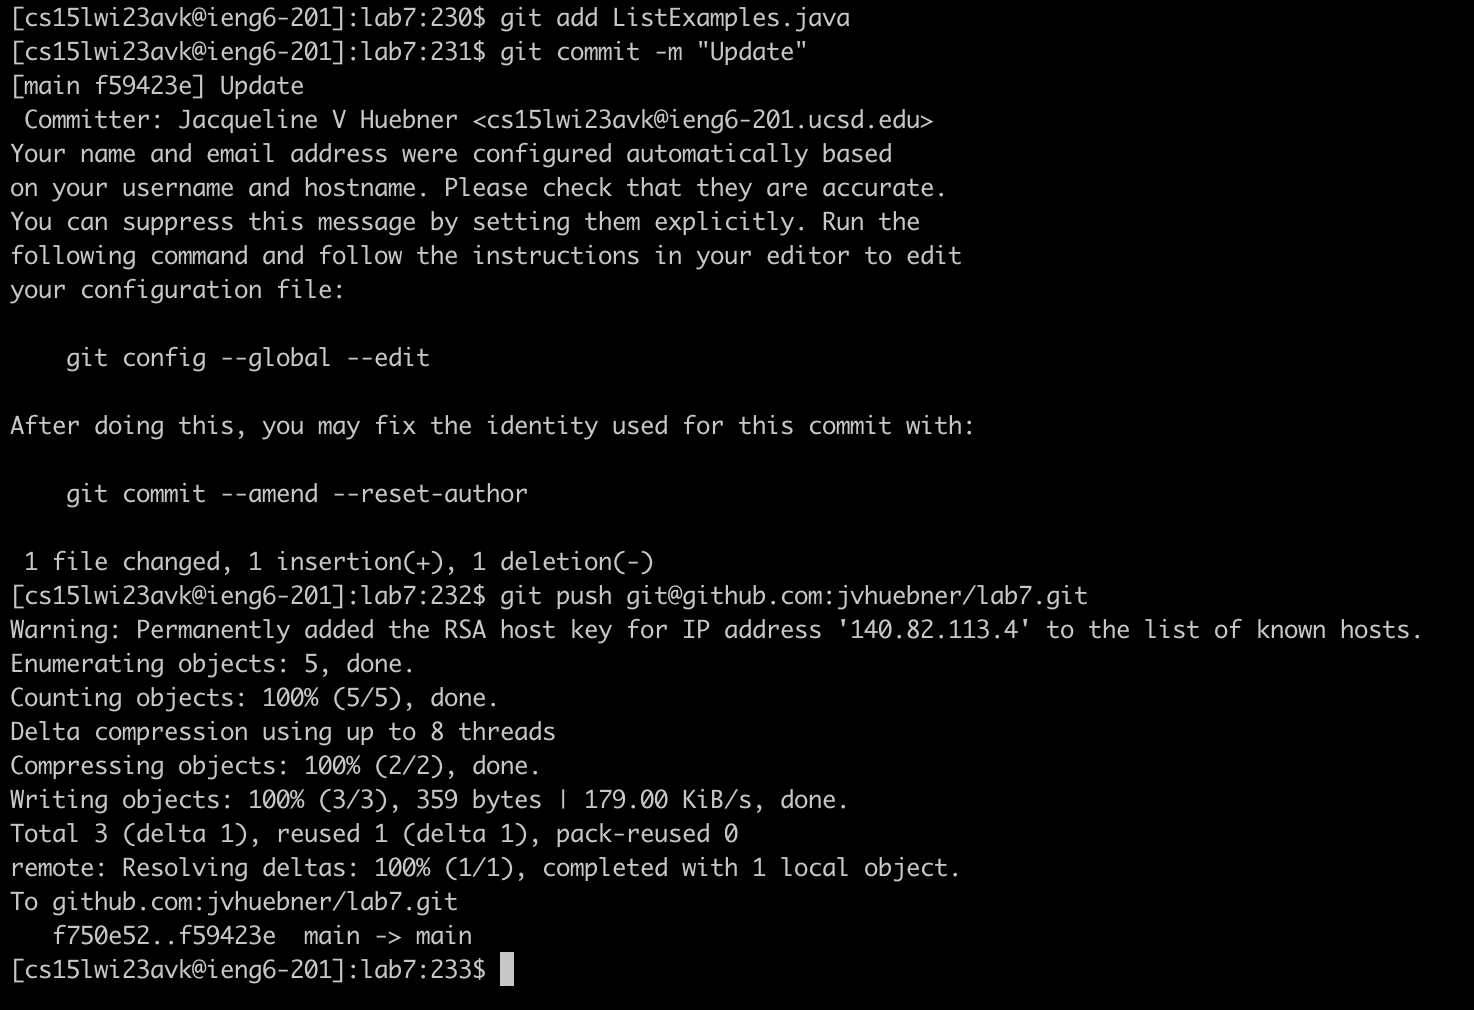 [cs15lwi23avk@ieng6-201]:lab7:230$ git add ListExamples.java
[cs15lwi23avk@ieng6-201]:lab7:231$ git commit -m "Update"
[main f59423e] Update
 Committer: Jacqueline V Huebner <cs15lwi23avk@ieng6-201.ucsd.edu>
Your name and email address were configured automatically based
on your username and hostname. Please check that they are accurate.
You can suppress this message by setting them explicitly. Run the
following command and follow the instructions in your editor to edit
your configuration file:

    git config --global --edit

After doing this, you may fix the identity used for this commit with:

    git commit --amend --reset-author

 1 file changed, 1 insertion(+), 1 deletion(-)
[cs15lwi23avk@ieng6-201]:lab7:232$ git push git@github.com:jvhuebner/lab7.git
Warning: Permanently added the RSA host key for IP address '140.82.113.4' to the list of known hosts.
Enumerating objects: 5, done.
Counting objects: 100% (5/5), done.
Delta compression using up to 8 threads
Compressing objects: 100% (2/2), done.
Writing objects: 100% (3/3), 359 bytes | 179.00 KiB/s, done.
Total 3 (delta 1), reused 1 (delta 1), pack-reused 0
remote: Resolving deltas: 100% (1/1), completed with 1 local object.
To github.com:jvhuebner/lab7.git
   f750e52..f59423e  main -> main
[cs15lwi23avk@ieng6-201]:lab7:233$